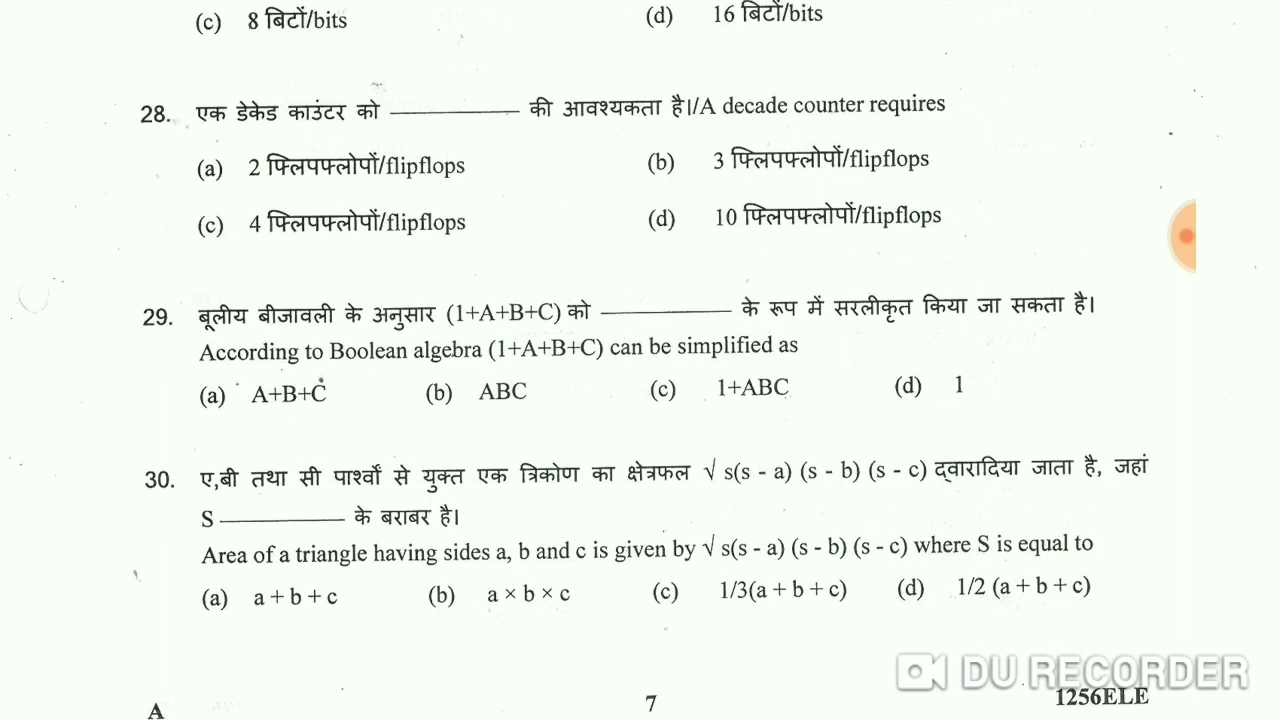 (c) 8 बिटों/bits (d) 16 बिटों/bits
28. एक डेकेड काउंटर को ———— की आवश्यकता है।/A decade counter requires
(a) 2 फ्लिपफ्लोपों/flipflops (b) 3 फ्लिपफ्लोपों/flipflops
(c) 4 फ्लिपफ्लोपों/flipflops (d) 10 फ्लिपफ्लोपों/flipflops
29. बूलीय बीजावली के अनुसार (1+A+B+C) को ———— के रूप में सरलीकृत किया जा सकता है।
According to Boolean algebra (1+A+B+C) can be simplified as
(a) A+B+C (b) ABC (c) 1+ABC (d) 1
30. ए,बी तथा सी पार्श्वों से युक्त एक त्रिकोण का क्षेत्रफल √ s(s - a) (s - b) (s - c) द्वारादिया जाता है, जहां
S ———— के बराबर है।
Area of a triangle having sides a, b and c is given by √ s(s - a) (s - b) (s - c) where S is equal to
(a) a + b + c (b) a × b × c (c) 1/3(a + b + c) (d) 1/2 (a + b + c)
DU RECORDER
A 7 1256ELE